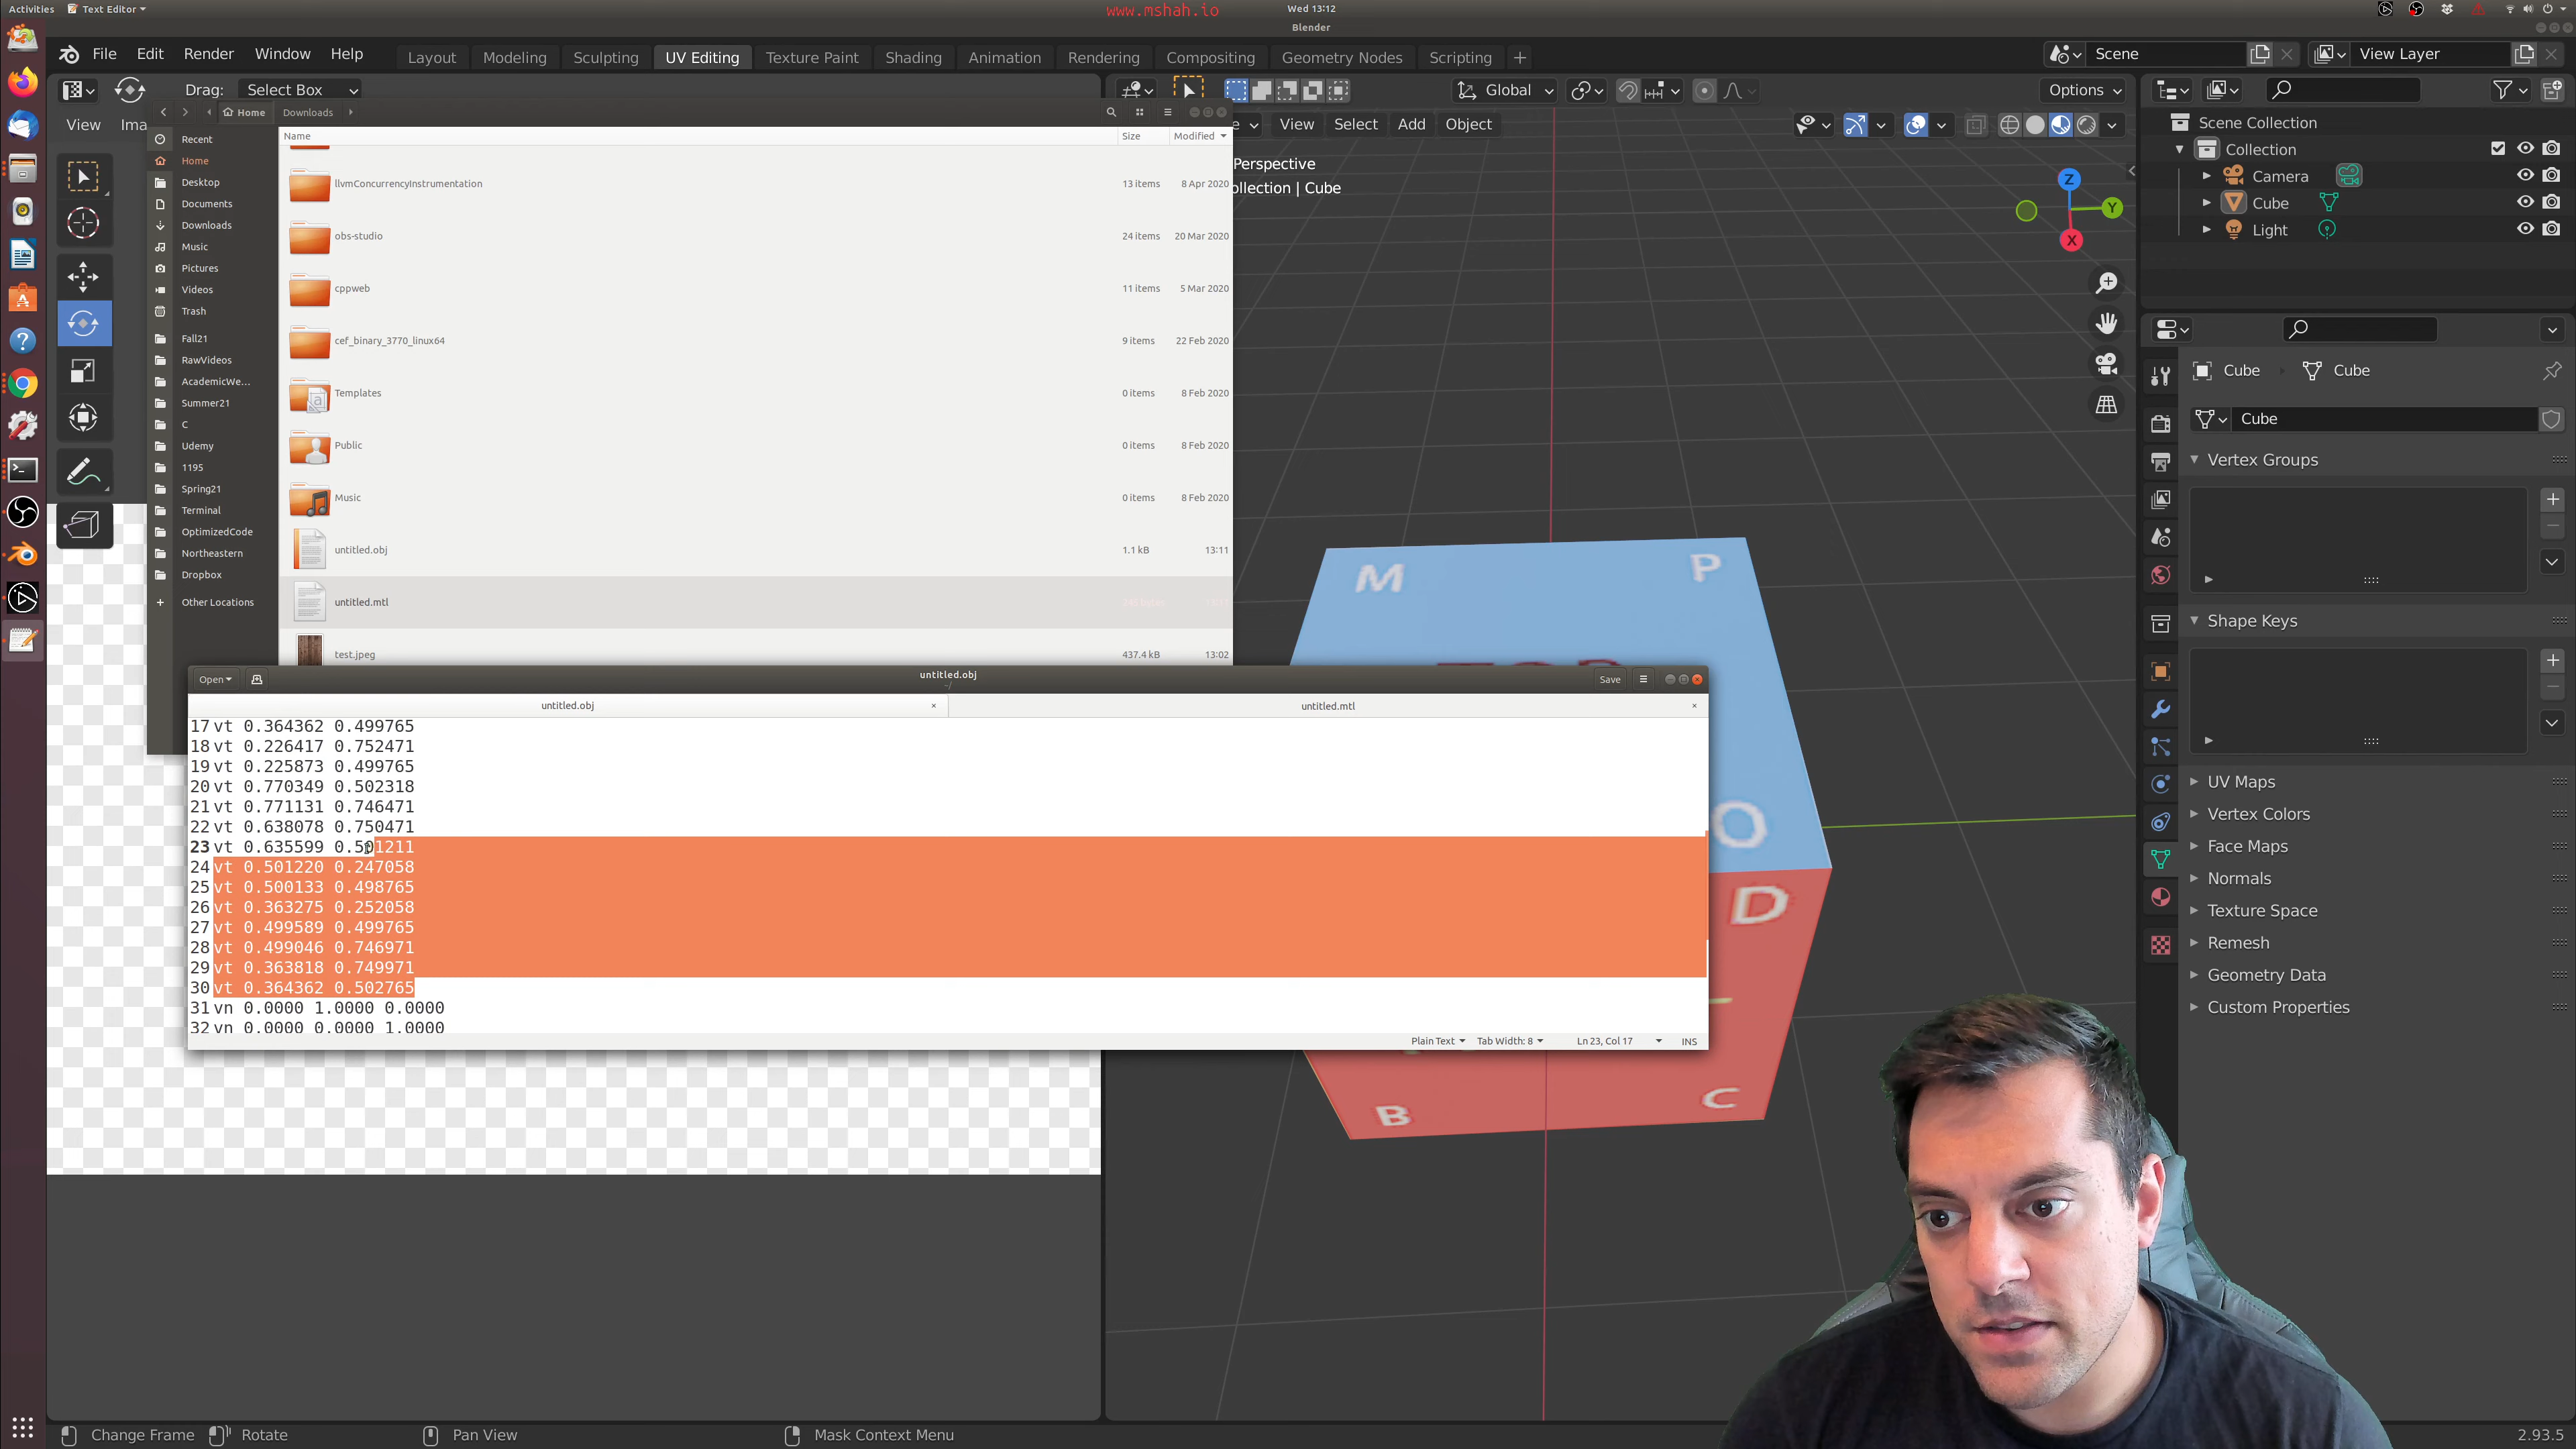 Activities Text Editor www.mshah.io Wed 13:12
Blender
File Edit Render Window Help Layout Modeling Sculpting UV Editing Texture Paint Shading Animation Rendering Compositing Geometry Nodes Scripting + Scene View Layer
Drag: Select Box Global Options
View Ima Home Downloads View Select Add Object
Name Size Modified
Perspective
ollection | Cube
Recent
Home
Desktop
Documents
Downloads
Music
Pictures
Videos
Trash
Fall21
RawVideos
AcademicWe...
Summer21
C
Udemy
1195
Spring21
Terminal
OptimizedCode
Northeastern
Dropbox
+ Other Locations
llvmConcurrencyInstrumentation 13 items 8 Apr 2020
obs-studio 24 items 20 Mar 2020
cppweb 11 items 5 Mar 2020
cef_binary_3770_linux64 9 items 22 Feb 2020
Templates 0 items 8 Feb 2020
Public 0 items 8 Feb 2020
Music 0 items 8 Feb 2020
untitled.obj 1.1 kB 13:11
untitled.mtl
test.jpeg 437.4 kB 13:02
Z
Y
X
M P
O
D
B C
Scene Collection
Collection
Camera
Cube
Light
Cube Cube
Cube
Vertex Groups
Shape Keys
UV Maps
Vertex Colors
Face Maps
Normals
Texture Space
Remesh
Geometry Data
Custom Properties
Open untitled.obj Save
~/
untitled.obj untitled.mtl
17 vt 0.364362 0.499765
18 vt 0.226417 0.752471
19 vt 0.225873 0.499765
20 vt 0.770349 0.502318
21 vt 0.771131 0.746471
22 vt 0.638078 0.750471
23 vt 0.635599 0.501211
24 vt 0.501220 0.247058
25 vt 0.500133 0.498765
26 vt 0.363275 0.252058
27 vt 0.499589 0.499765
28 vt 0.499046 0.746971
29 vt 0.363818 0.749971
30 vt 0.364362 0.502765
31 vn 0.0000 1.0000 0.0000
32 vn 0.0000 0.0000 1.0000
Plain Text Tab Width: 8 Ln 23, Col 17 INS
Change Frame Rotate Pan View Mask Context Menu 2.93.5